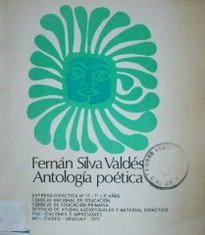 Fernán Silva Valdés
Antología poética
ENTREGA DIDÁCTICA Nº 17 - 1º y 2º AÑOS
CONSEJO NACIONAL DE EDUCACIÓN
CONSEJO DE EDUCACIÓN PRIMARIA
SERVICIO DE AYUDAS AUDIOVISUALES Y MATERIAL DIDÁCTICO
PUBLICACIONES E IMPRESIONES
MONTEVIDEO - URUGUAY - 1975